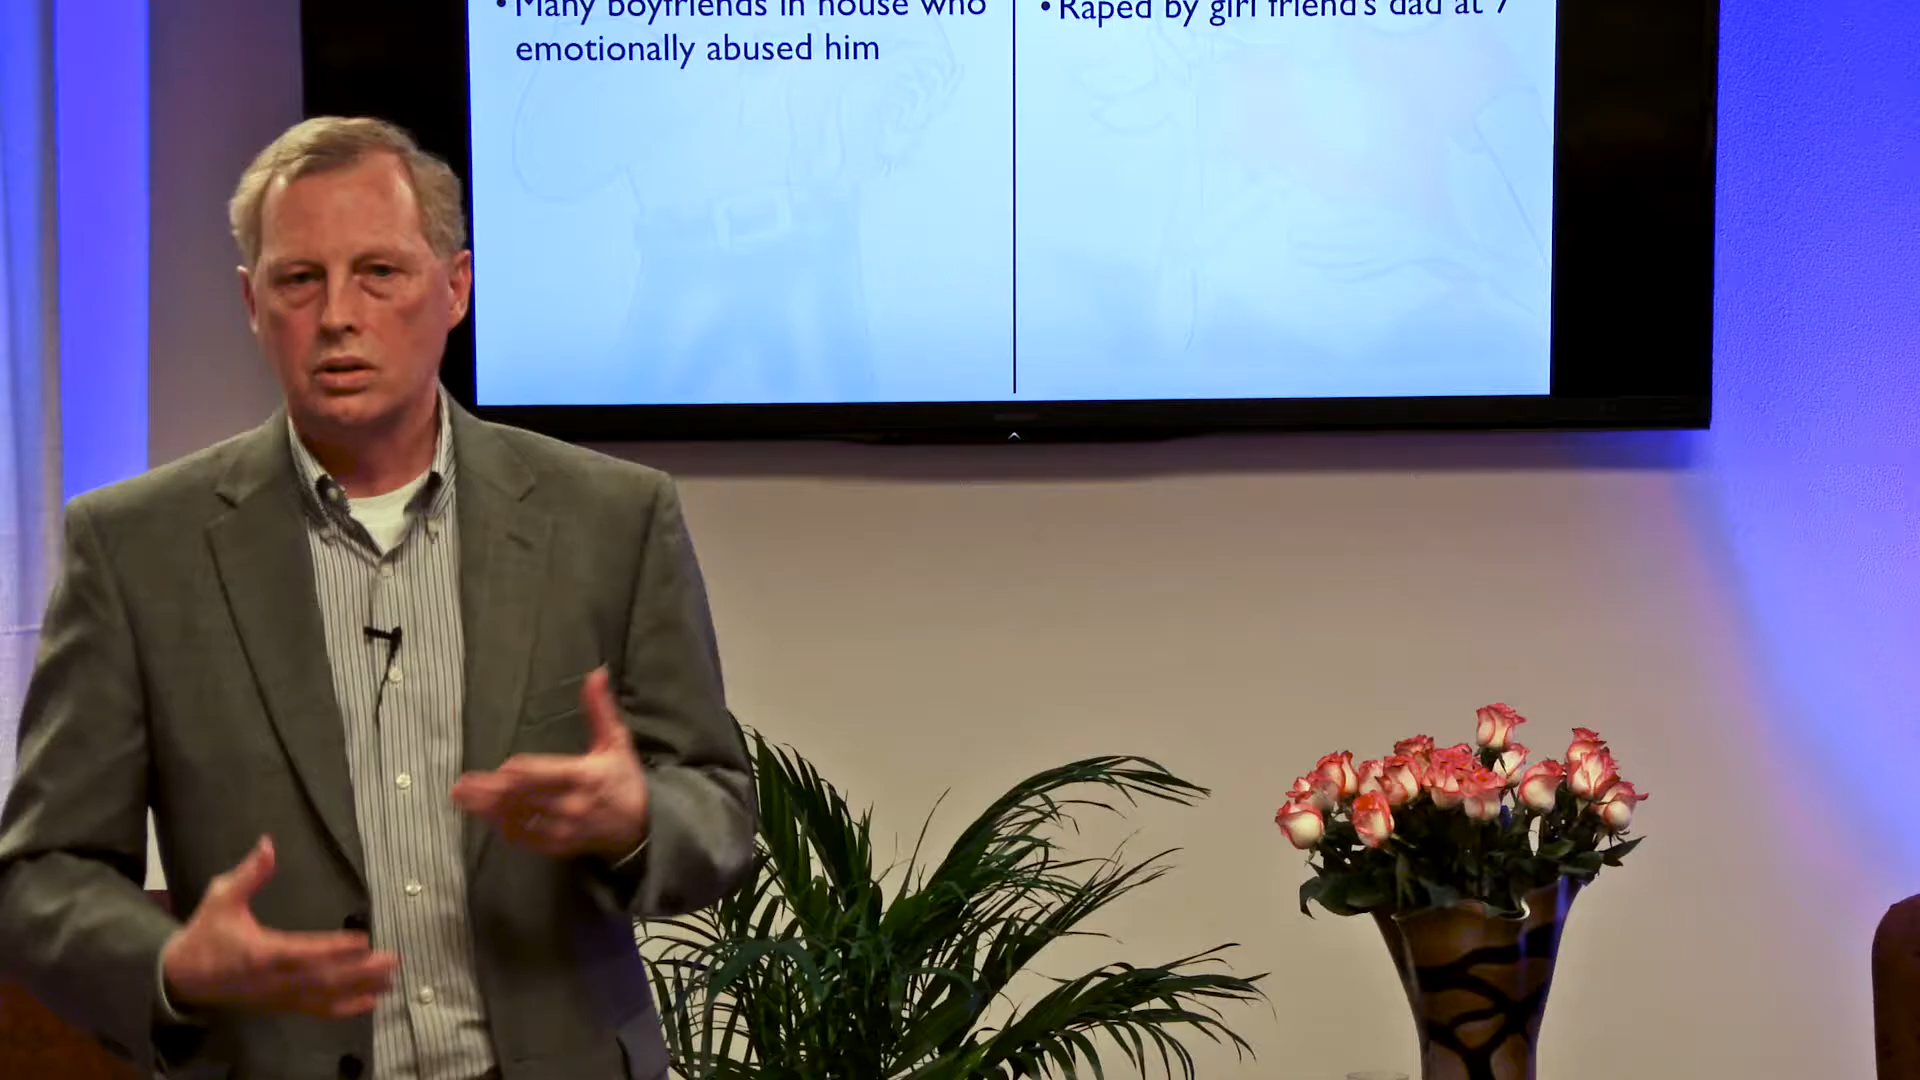 • Many boyfriends in house who
emotionally abused him
• Raped by girl friend's dad at 7